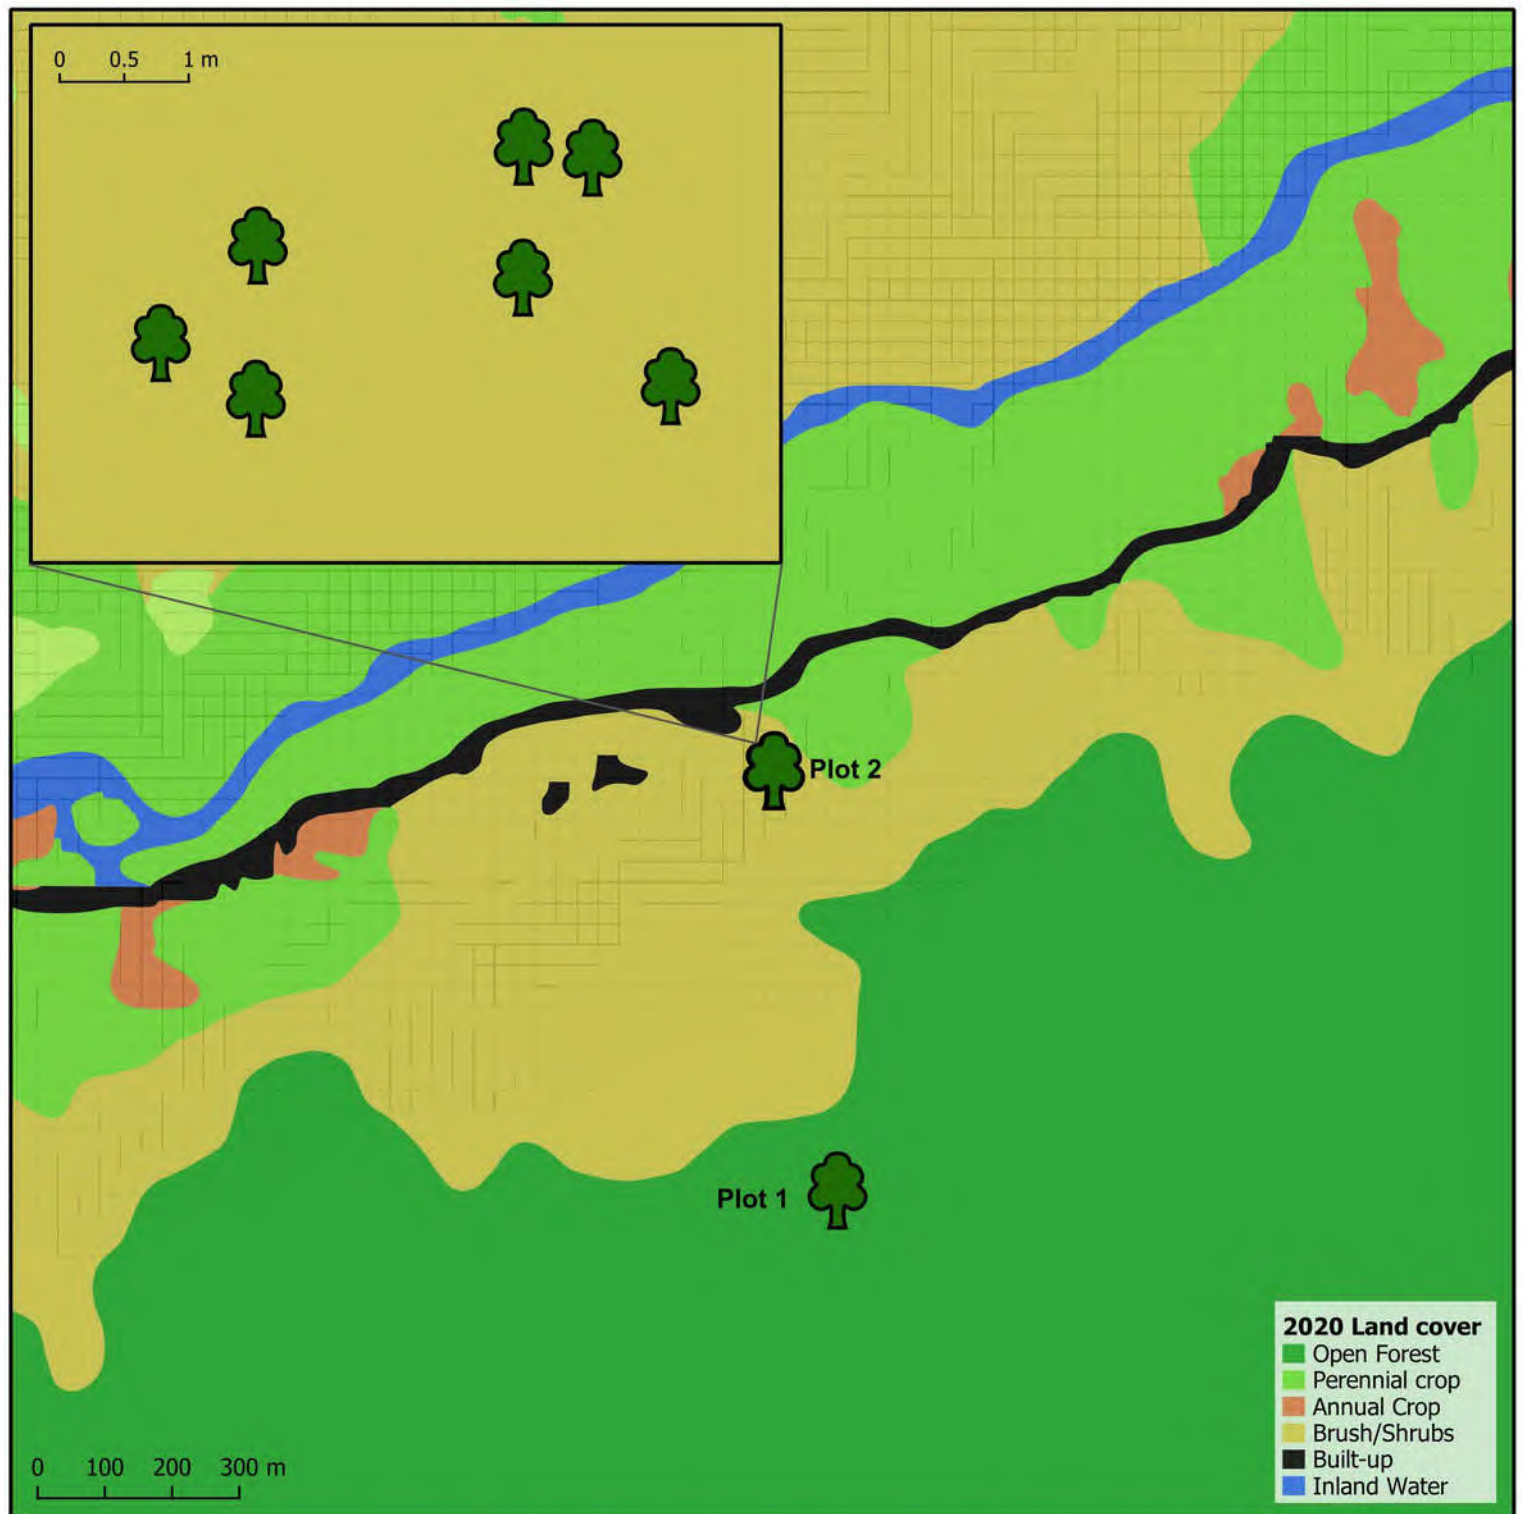 0 0.5 1 m
Plot 2
Plot 1
2020 Land cover
Open Forest
Perennial crop
Annual Crop
Brush/Shrubs
Built-up
Inland Water
0 100 200 300 m